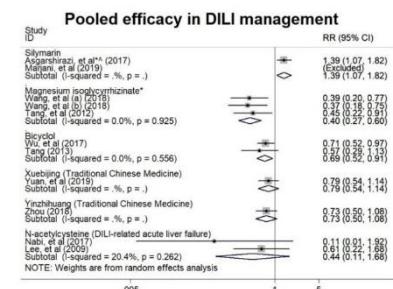 Pooled efficacy in DILI management
Study
ID RR (95% CI)
Silymarin
Asgarshirazi, et al*^ (2017) 1.39 (1.07, 1.82)
Marjani, et al (2019) (Excluded)
Subtotal (I-squared = .%, p = .) 1.39 (1.07, 1.82)
Magnesium isoglycrrhizinate*
Wang, et al (a) (2018) 0.39 (0.20, 0.77)
Wang, et al (b) (2018) 0.37 (0.18, 0.75)
Tang, et al (2012) 0.45 (0.22, 0.91)
Subtotal (I-squared = 0.0%, p = 0.925) 0.40 (0.27, 0.60)
Bicyclol
Wu, et al (2017) 0.71 (0.52, 0.97)
Tang (2013) 0.57 (0.29, 1.13)
Subtotal (I-squared = 0.0%, p = 0.556) 0.69 (0.52, 0.91)
Xuebijing (Traditional Chinese Medicine)
Yuan, et al (2019) 0.79 (0.54, 1.14)
Subtotal (I-squared = .%, p = .) 0.79 (0.54, 1.14)
Yinzhihuang (Traditional Chinese Medicine)
Zhou (2018) 0.73 (0.50, 1.08)
Subtotal (I-squared = .%, p = .) 0.73 (0.50, 1.08)
N-acetylcysteine (DILI-related acute liver failure)
Nabi, et al (2017) 0.11 (0.01, 1.92)
Lee, et al (2009) 0.61 (0.22, 1.68)
Subtotal (I-squared = 20.4%, p = 0.262) 0.44 (0.11, 1.68)
NOTE: Weights are from random effects analysis